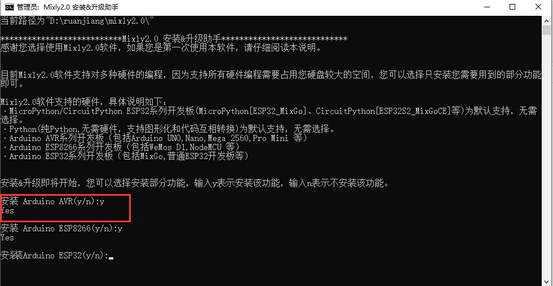 管理员: Mixly2.0 安装&升级助手
当前路径为"D:\ruanjiang\mixly2.0\"
***************************Mixly2.0 安装&升级助手****************************
感谢您选择使用Mixly2.0软件，如果您是第一次使用本软件，请仔细阅读本说明。
目前Mixly2.0软件支持对多种硬件的编程，因为支持所有硬件编程需要占用您硬盘较大的空间，您可以选择只安装您需要用到的部分功能
即可。
Mixly2.0软件支持的硬件，具体说明如下：
·MicroPython/CircuitPython ESP32系列开发板(MicroPython[ESP32_MixGo]、CircuitPython[ESP32S2_MixGoCE]等)为默认支持，无需
选择。
·Python(纯Python,无需硬件，支持图形化和代码互相转换)为默认支持，无需选择。
·Arduino AVR系列开发板（包括Arduino UNO,Nano,Mega 2560,Pro Mini 等）
·Arduino ESP8266系列开发板（包括WeMos D1,NodeMCU 等）
·Arduino ESP32系列开发板（包括MixGo,普通ESP32开发板等）
安装&升级即将开始，您可以选择安装部分功能，输入y表示安装该功能，输入n表示不安装该功能。
安装 Arduino AVR(y/n):y
Yes
安装 Arduino ESP8266(y/n):y
Yes
安装Arduino ESP32(y/n):